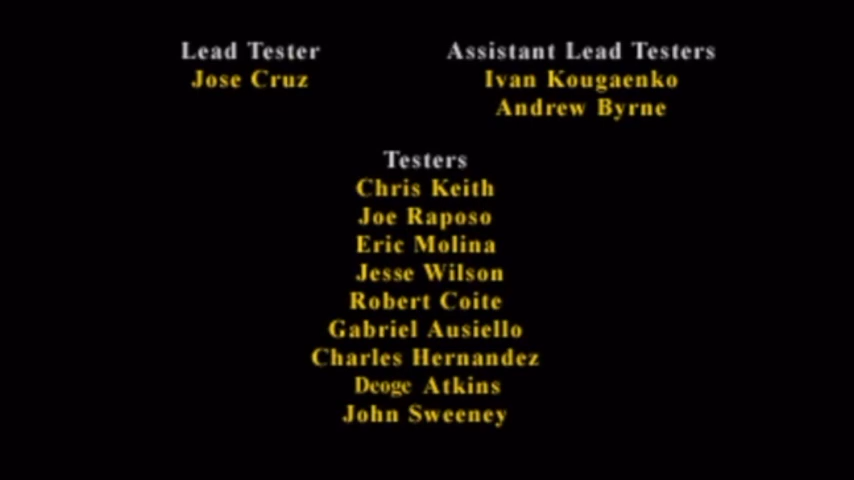 Lead Tester
Jose Cruz
Assistant Lead Testers
Ivan Kougaenko
Andrew Byrne
Testers
Chris Keith
Joe Raposo
Eric Molina
Jesse Wilson
Robert Coite
Gabriel Ausiello
Charles Hernandez
Deoge Atkins
John Sweeney